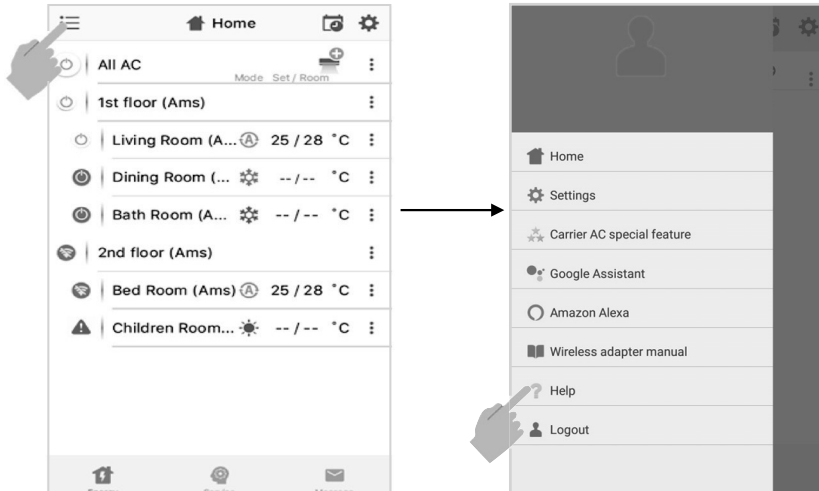 Home
All AC
Mode Set / Room
1st floor (Ams)
Living Room (A... A 25 / 28 °C
Dining Room (... -- / -- °C
Bath Room (A... -- / -- °C
2nd floor (Ams)
Bed Room (Ams) A 25 / 28 °C
Children Room... -- / -- °C
Home
Settings
Carrier AC special feature
Google Assistant
Amazon Alexa
Wireless adapter manual
? Help
Logout